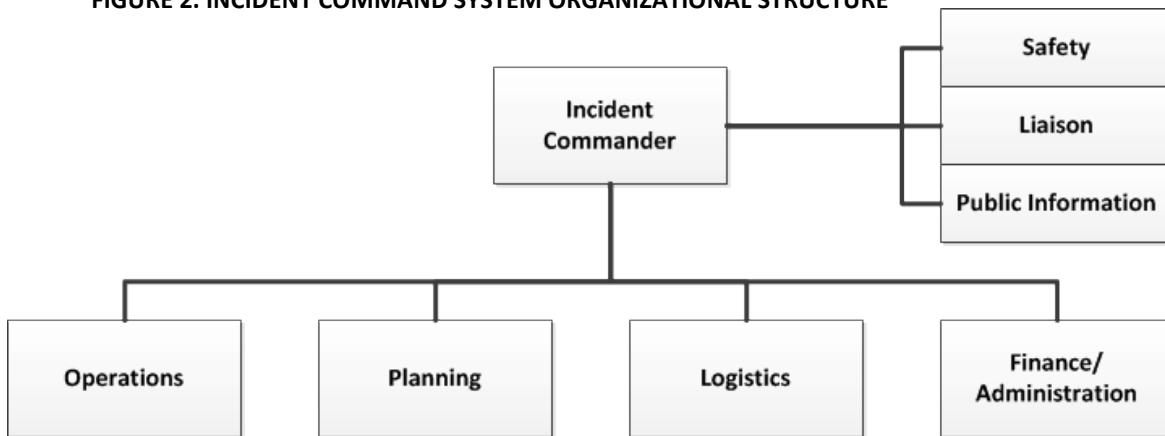 FIGURE 2. INCIDENT COMMAND SYSTEM ORGANIZATIONAL STRUCTURE
Safety
Incident
Commander
Liaison
Public Information
Operations
Planning
Logistics
Finance/
Administration